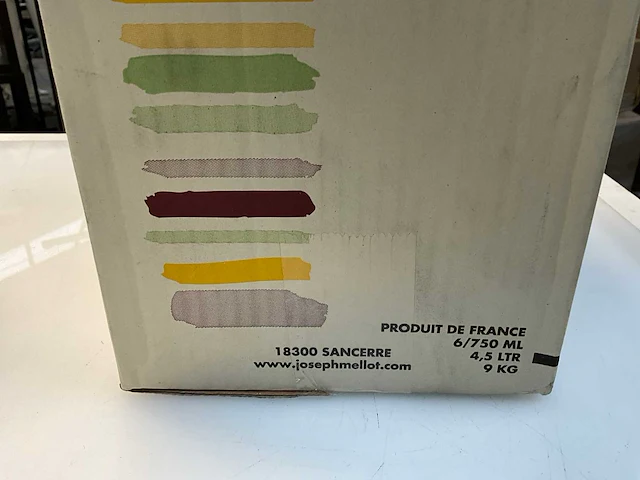 PRODUIT DE FRANCE
6/750 ML
4,5 LTR
9 KG
18300 SANCERRE
www.josephmellot.com